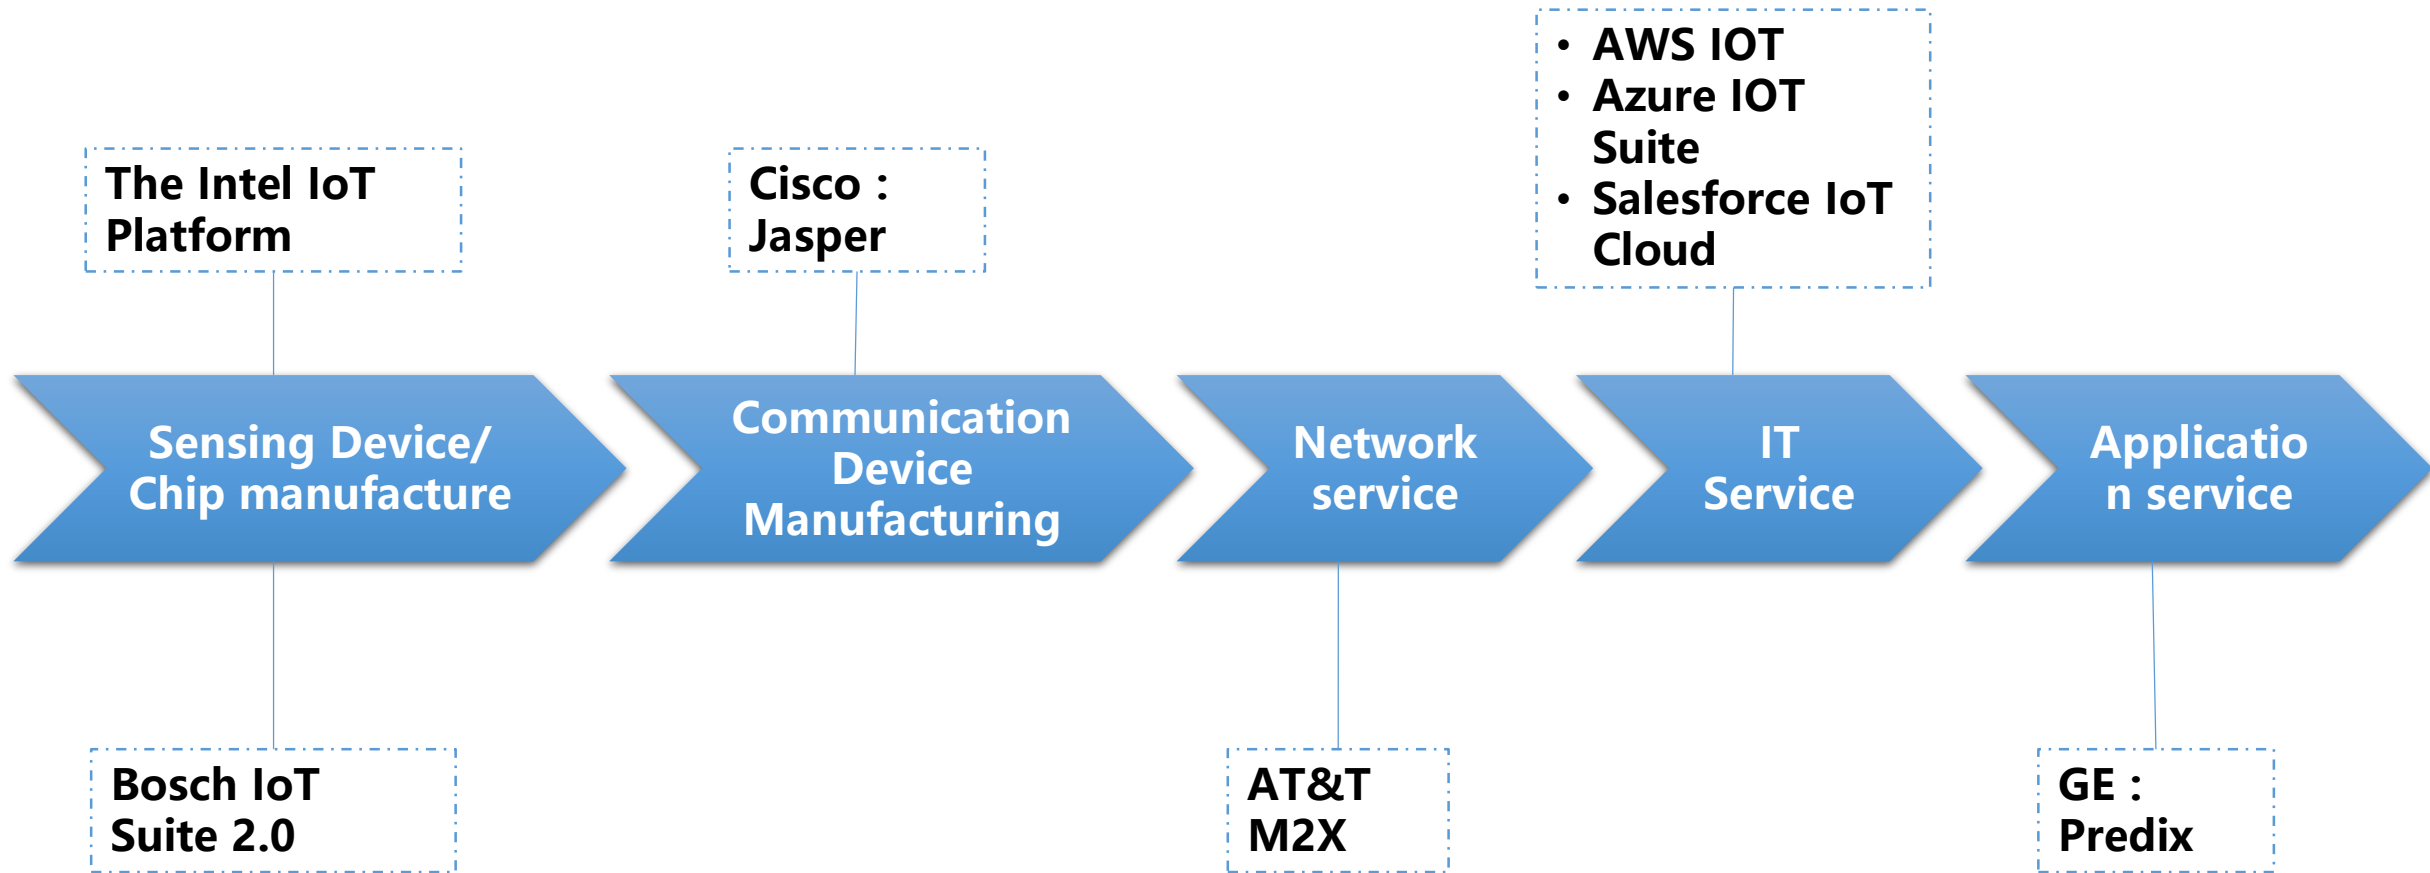 • AWS IOT
• Azure IOT
Suite
• Salesforce IoT
Cloud
The Intel IoT
Platform
Cisco :
Jasper
Sensing Device/
Chip manufacture
Communication
Device
Manufacturing
Network
service
IT
Service
Applicatio
n service
Bosch IoT
Suite 2.0
AT&T
M2X
GE :
Predix